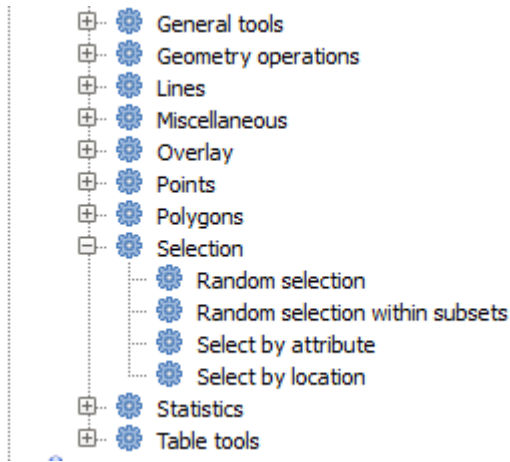 General tools
Geometry operations
Lines
Miscellaneous
Overlay
Points
Polygons
Selection
Random selection
Random selection within subsets
Select by attribute
Select by location
Statistics
Table tools